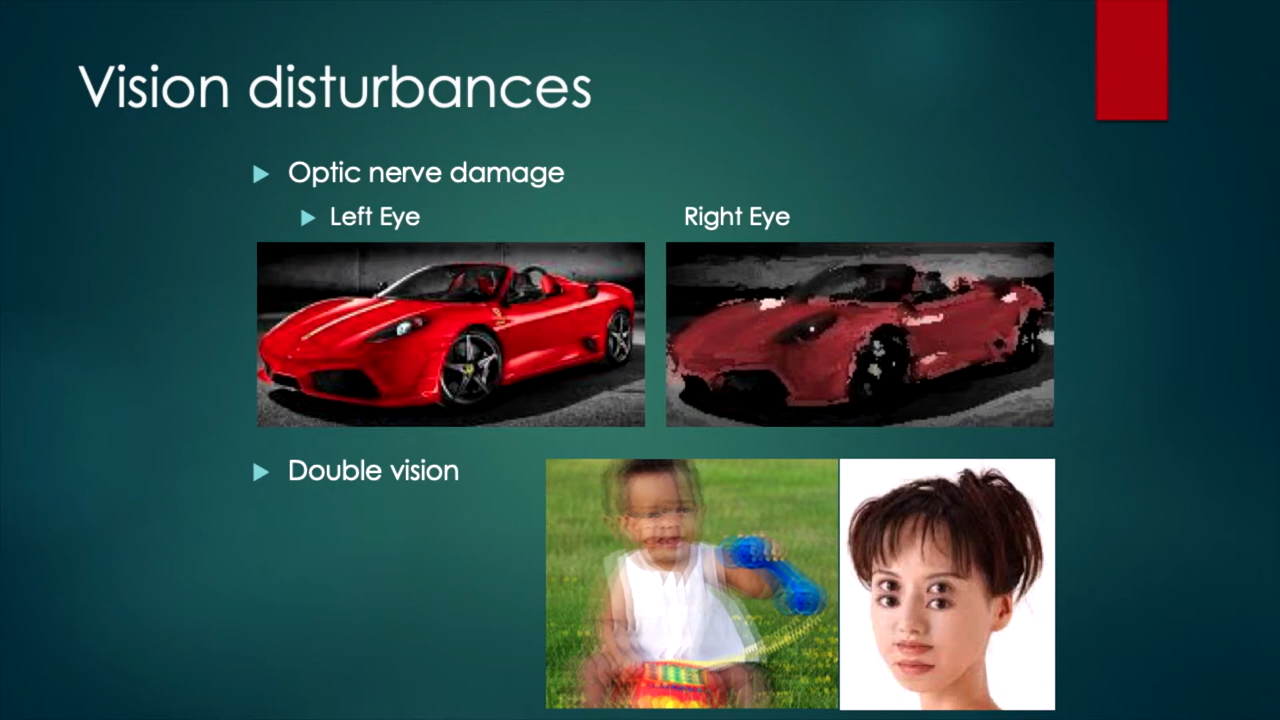 Vision disturbances
Optic nerve damage
Left Eye
Right Eye
Double vision